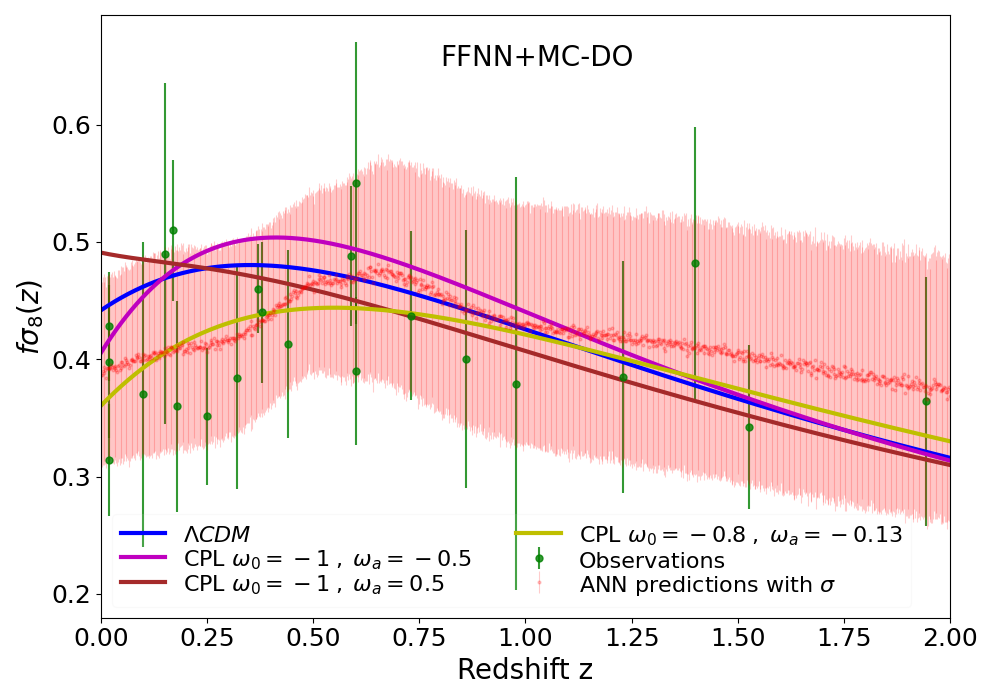 FFNN+MC-DO
fσ₈(z)
0.6
0.5
0.4
0.3
0.2
ΛCDM
CPL ω₀ = −1 , ωₐ = −0.5
CPL ω₀ = −1 , ωₐ = 0.5
CPL ω₀ = −0.8 , ωₐ = −0.13
Observations
ANN predictions with σ
0.00 0.25 0.50 0.75 1.00 1.25 1.50 1.75 2.00
Redshift z